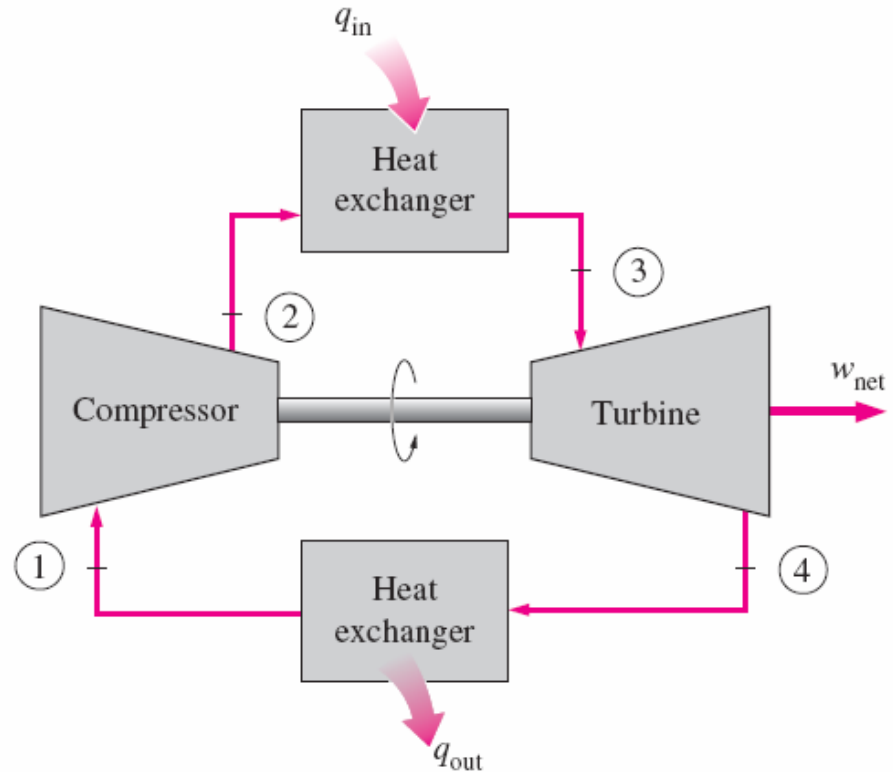 q_in
Heat
exchanger
3
2
w_net
Compressor
Turbine
1
4
Heat
exchanger
q_out